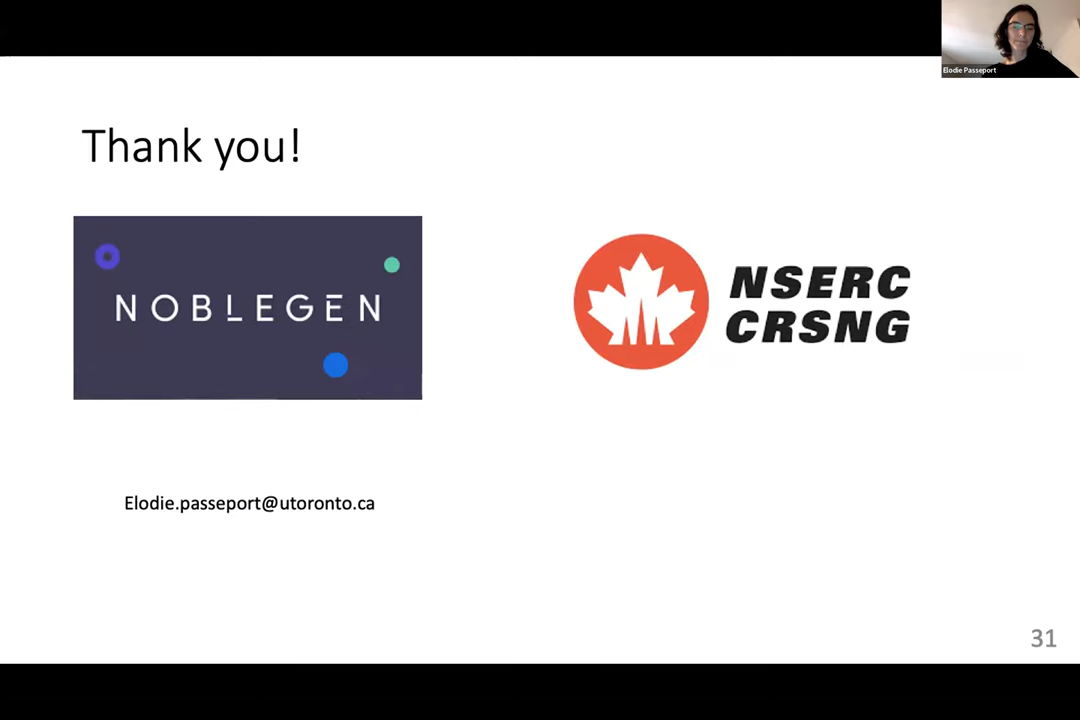 Elodie Passeport
Thank you!
NOBLEGEN
NSERC
CRSNG
Elodie.passeport@utoronto.ca
31